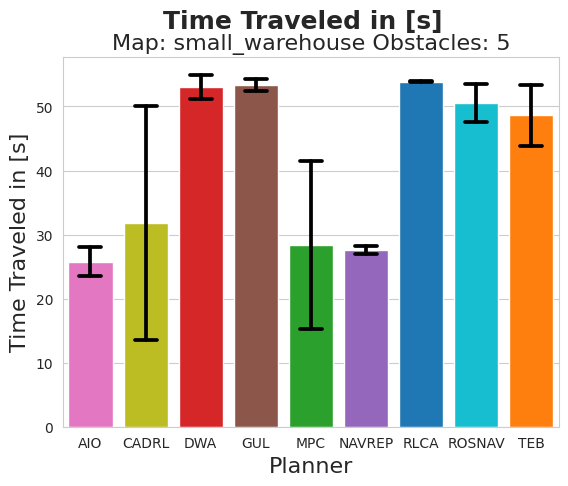 Time Traveled in [s]
Map: small_warehouse Obstacles: 5
Time Traveled in [s]
50
40
30
20
10
0
AIO CADRL DWA GUL MPC NAVREP RLCA ROSNAV TEB
Planner